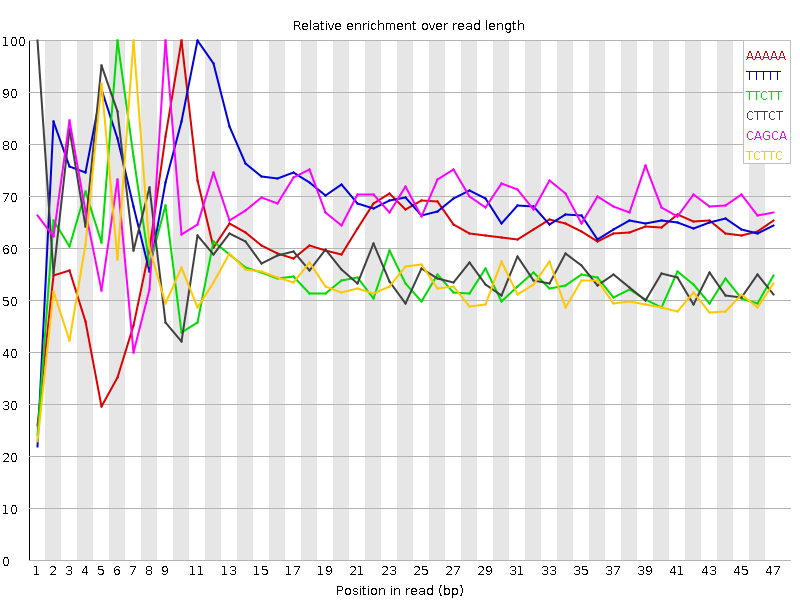 Relative enrichment over read length
100
90
80
70
60
50
40
30
20
10
0
AAAAA
TTTTT
TTCTT
CTTCT
CAGCA
TCTTC
1 2 3 4 5 6 7 8 9 11 13 15 17 19 21 23 25 27 29 31 33 35 37 39 41 43 45 47
Position in read (bp)